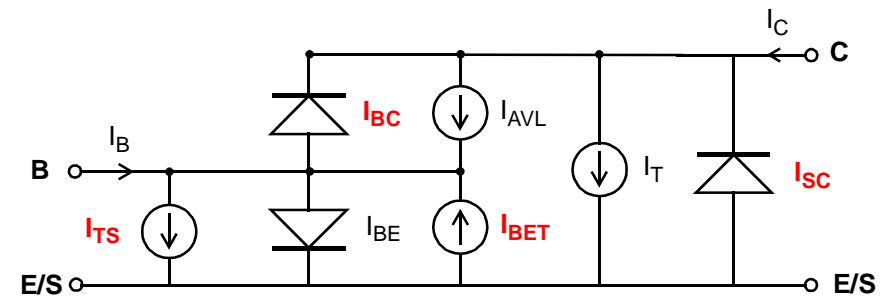 I_C
C
I_BC
I_AVL
I_B
B
I_T
I_SC
I_TS
I_BE
I_BET
E/S
E/S